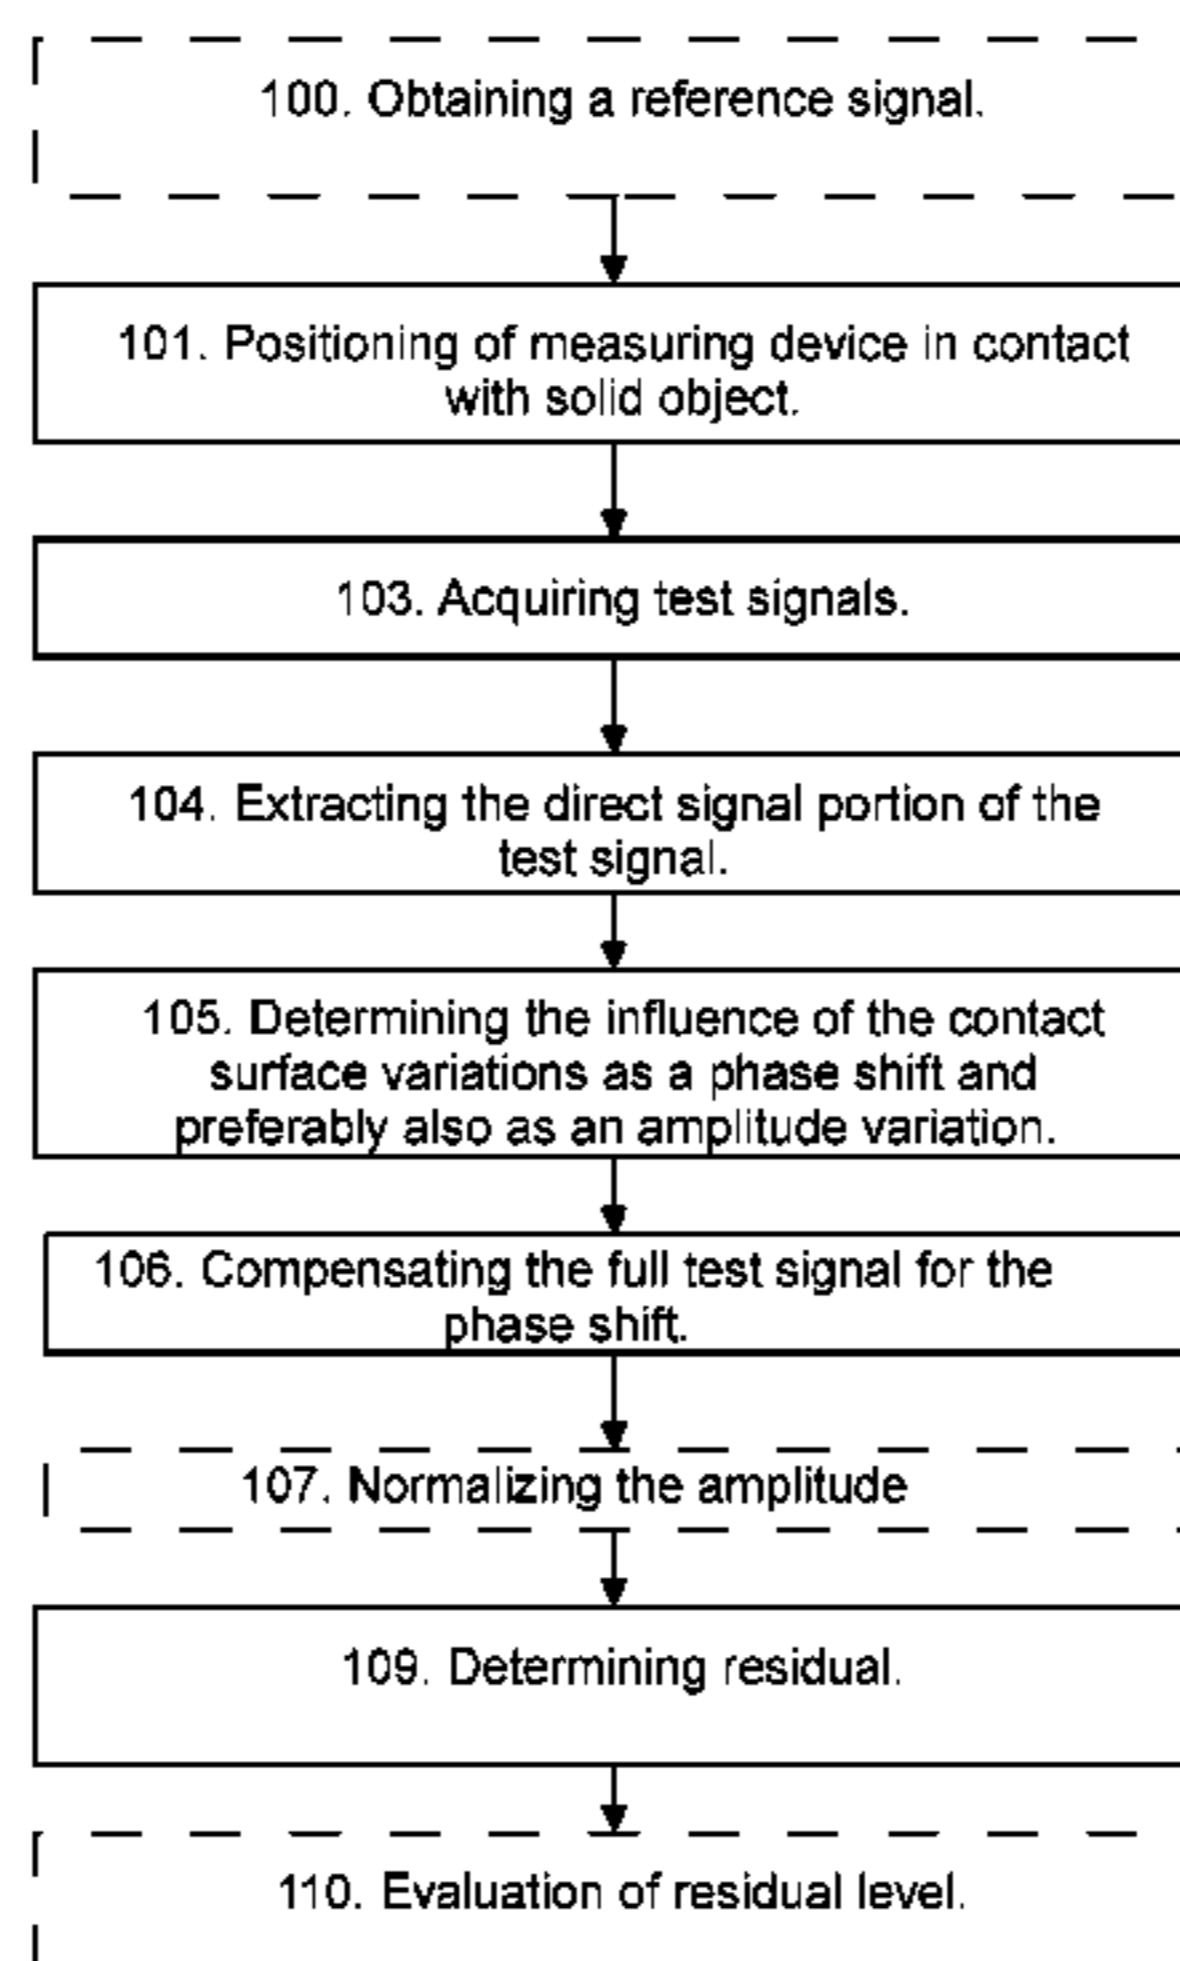 100. Obtaining a reference signal.
101. Positioning of measuring device in contact
with solid object.
103. Acquiring test signals.
104. Extracting the direct signal portion of the
test signal.
105. Determining the influence of the contact
surface variations as a phase shift and
preferably also as an amplitude variation.
106. Compensating the full test signal for the
phase shift.
107. Normalizing the amplitude
109. Determining residual.
110. Evaluation of residual level.